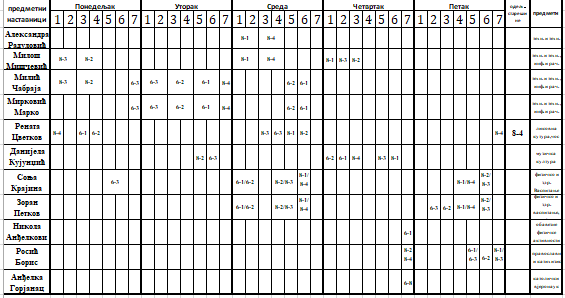 предметни наставници Понедељак Уторак Среда Четвртак Петак предмети
1 2 3 4 5 6 7 1 2 3 4 5 6 7 1 2 3 4 5 6 7 1 2 3 4 5 6 7 1 2 3 4 5 6 7
Александра Радуловић 8-1 8-4
Милош Мишчевић 8-3 8-2 8-1 8-4 8-1 8-3 8-2
Милић Чабраја 8-3 8-2 6-3 6-3 6-2 6-1 8-4 6-2 6-1
Мирковић Марко 6-3 6-3 6-2 6-1 8-4 6-2 6-1
Рената Цветков 8-4 6-1 6-2 8-3 6-3 8-1 8-2 8-4 8-4
Данијела Кујунџић 6-2 6-3 6-2 6-1 8-4 6-3 8-1
Соња Крајина 6-3 6-1/6-2 8-2/8-3 8-1/8-4 8-1/8-4 8-2/8-3
Зоран Петков 6-1/6-2 8-2/8-3 8-1/8-4 6-3 6-2 8-1/8-4 8-2/8-3
Никола Анђелкови 6-1
Росић Борис 8-2 8-4 6-1/6-3 6-2 8-1/8-3
Анђелка Горјанац 6-8